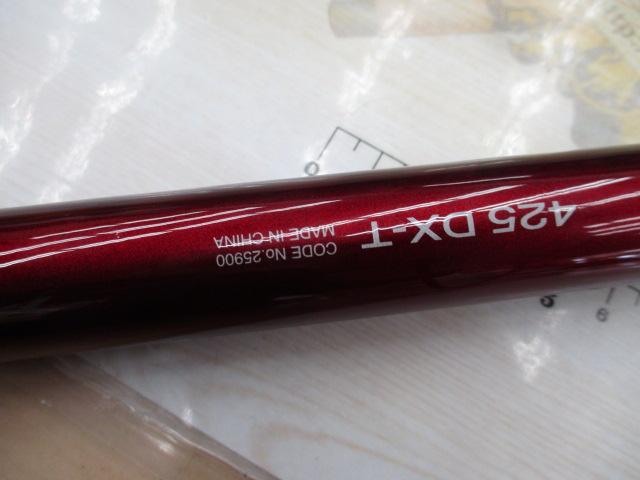 425 DX-T
CODE No.25900
MADE IN CHINA